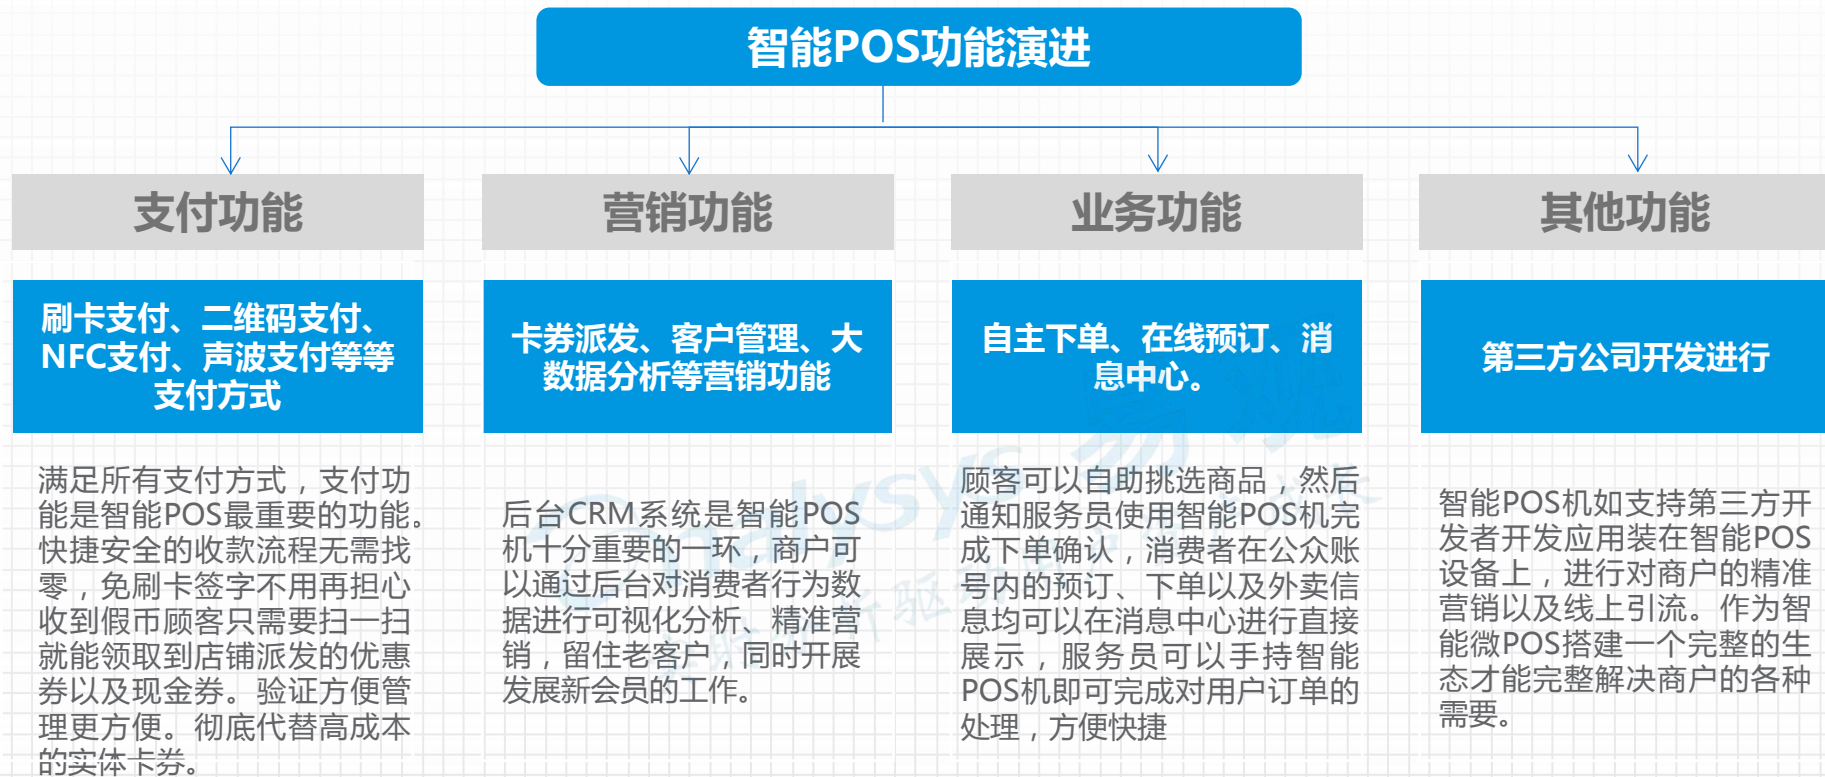 智能POS功能演进
支付功能
刷卡支付、二维码支付、
NFC支付、声波支付等等
支付方式
满足所有支付方式，支付功
能是智能POS最重要的功能。
快捷安全的收款流程无需找
零，免刷卡签字不用再担心
收到假币顾客只需要扫一扫
就能领取到店铺派发的优惠
券以及现金券。验证方便管
理更方便。彻底代替高成本
的实体卡券。
营销功能
卡券派发、客户管理、大
数据分析等营销功能
后台CRM系统是智能POS
机十分重要的一环，商户可
以通过后台对消费者行为数
据进行可视化分析、精准营
销，留住老客户，同时开展
发展新会员的工作。
业务功能
自主下单、在线预订、消
息中心。
顾客可以自助挑选商品，然后
通知服务员使用智能POS机完
成下单确认，消费者在公众账
号内的预订、下单以及外卖信
息均可以在消息中心进行直接
展示，服务员可以手持智能
POS机即可完成对用户订单的
处理，方便快捷
其他功能
第三方公司开发进行
智能POS机如支持第三方开
发者开发应用装在智能POS
设备上，进行对商户的精准
营销以及线上引流。作为智
能微POS搭建一个完整的生
态才能完整解决商户的各种
需要。
nalysys 易观